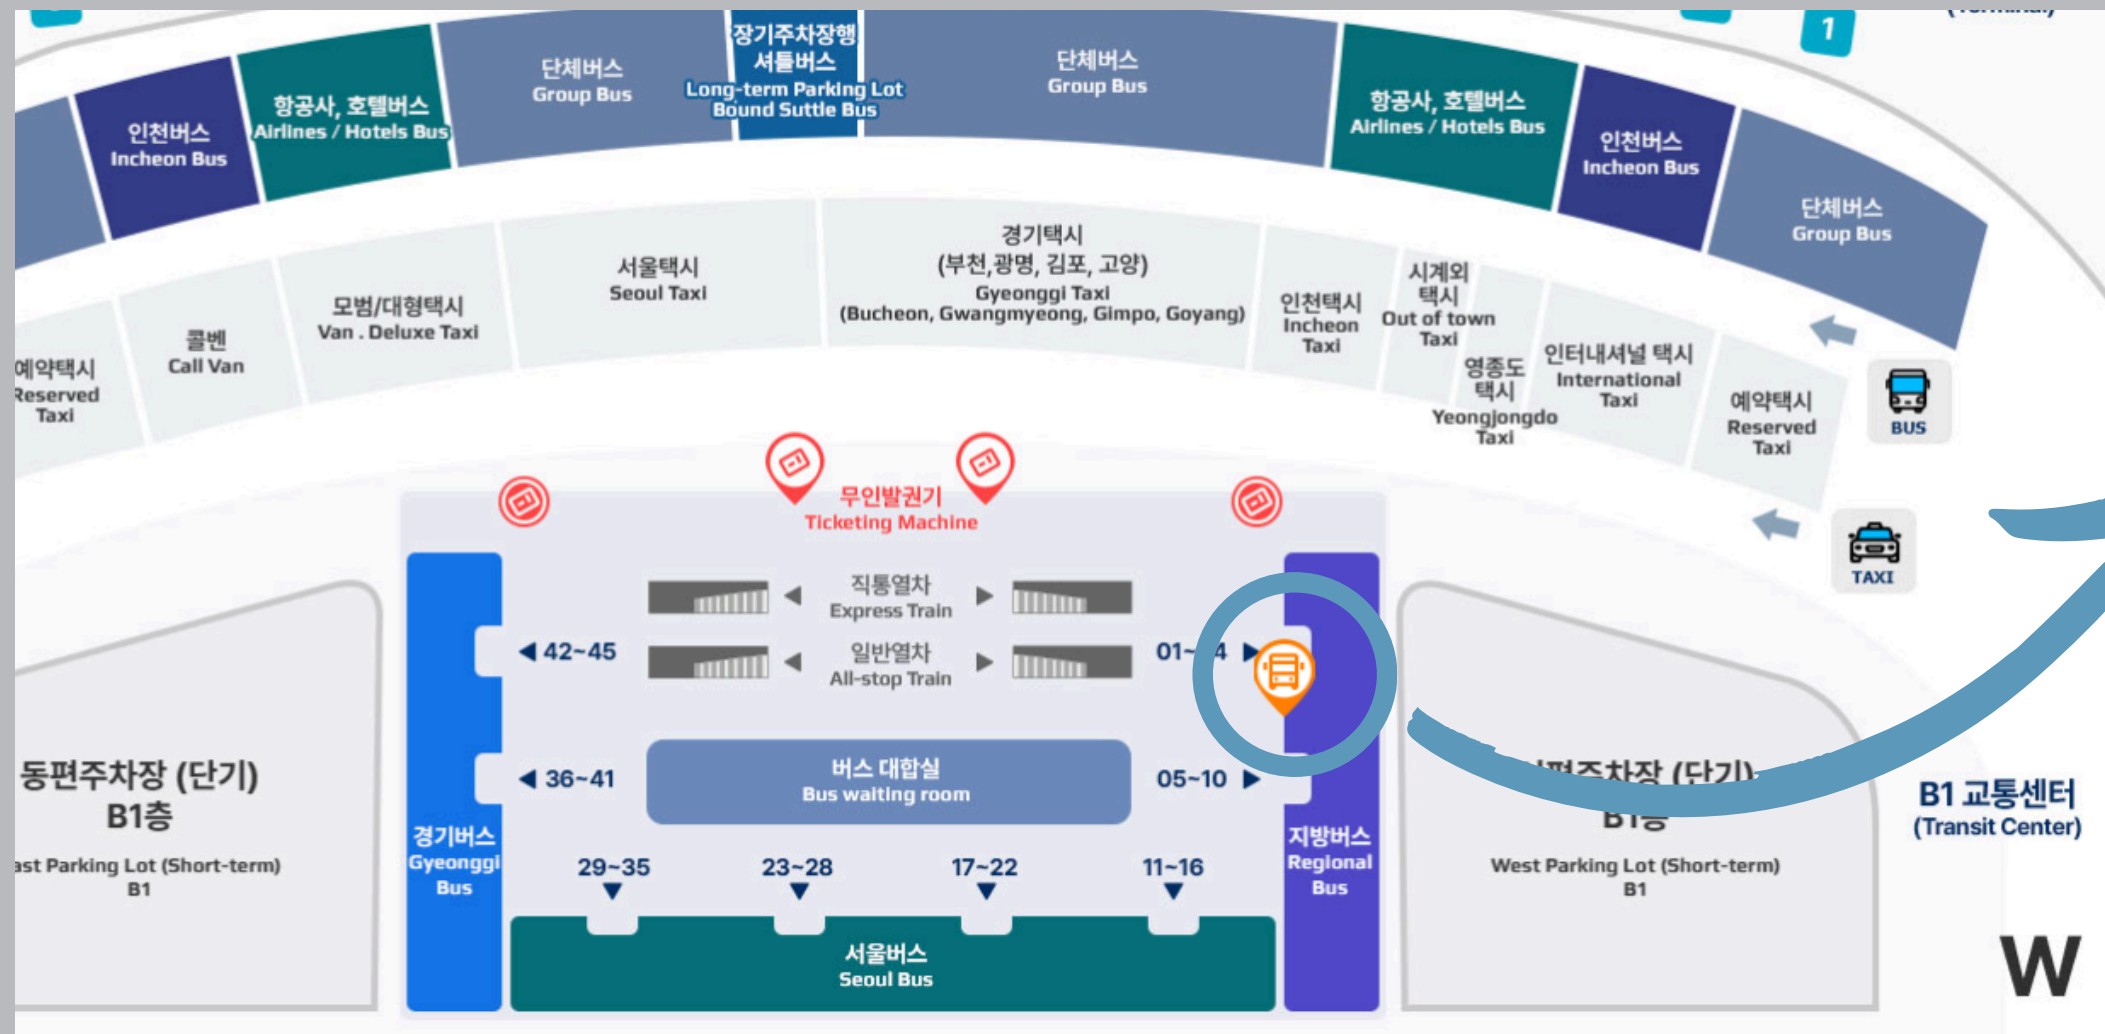 1
인천버스
Incheon Bus
항공사, 호텔버스
Airlines / Hotels Bus
단체버스
Group Bus
장기주차장행
셔틀버스
Long-term Parking Lot
Bound Suttle Bus
단체버스
Group Bus
항공사, 호텔버스
Airlines / Hotels Bus
인천버스
Incheon Bus
단체버스
Group Bus
예약택시
Reserved
Taxi
콜벤
Call Van
모범/대형택시
Van . Deluxe Taxi
서울택시
Seoul Taxi
경기택시
(부천,광명, 김포, 고양)
Gyeonggi Taxi
(Bucheon, Gwangmyeong, Gimpo, Goyang)
인천택시
Incheon
Taxi
시계외
택시
Out of town
Taxi
영종도
택시
Yeongjongdo
Taxi
인터내셔널 택시
International
Taxi
예약택시
Reserved
Taxi
BUS
TAXI
무인발권기
Ticketing Machine
직통열차
Express Train
일반열차
All-stop Train
42~45
36~41
05~10
버스 대합실
Bus waiting room
29~35
23~28
17~22
11~16
경기버스
Gyeonggi
Bus
지방버스
Regional
Bus
서울버스
Seoul Bus
동편주차장 (단기)
B1층
Parking Lot (Short-term)
B1
(단기)
B1층
West Parking Lot (Short-term)
B1
B1 교통센터
(Transit Center)
W